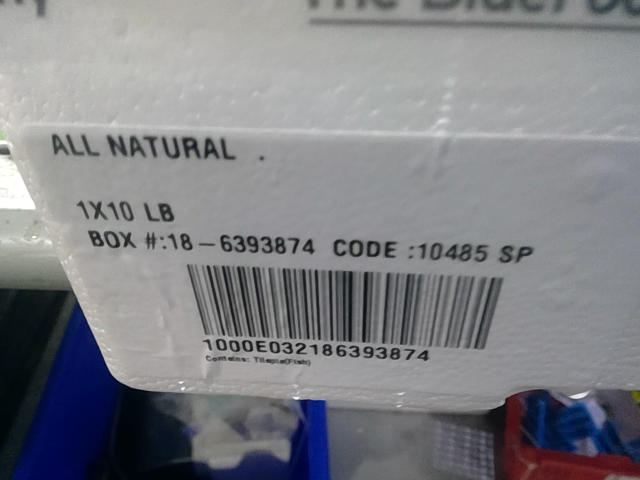 ALL NATURAL .
1X10 LB
BOX #:18-6393874 CODE :10485 SP
1000E032186393874
Contains: Tilapia(Fish)